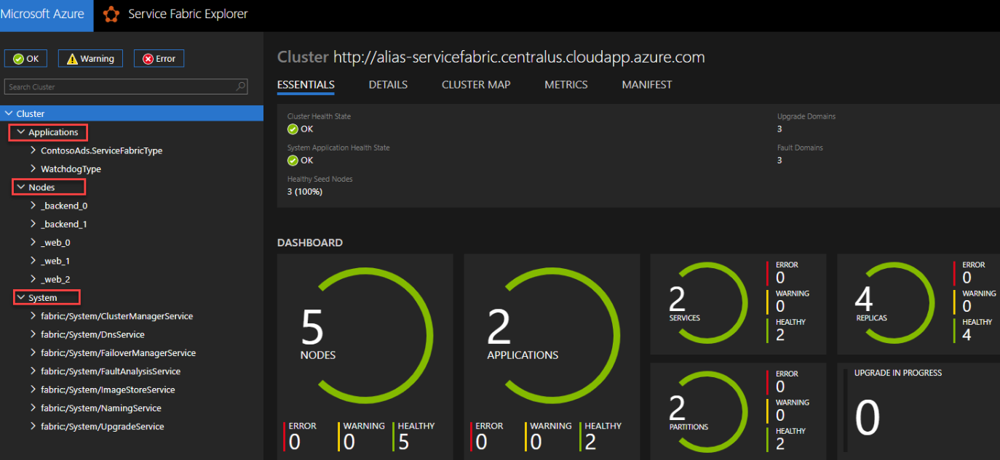 Microsoft Azure Service Fabric Explorer
OK Warning Error
Search Cluster
Cluster
Applications
ContosoAds.ServiceFabricType
WatchdogType
Nodes
_backend_0
_backend_1
_web_0
_web_1
_web_2
System
fabric:/System/ClusterManagerService
fabric:/System/DnsService
fabric:/System/FailoverManagerService
fabric:/System/FaultAnalysisService
fabric:/System/ImageStoreService
fabric:/System/NamingService
fabric:/System/UpgradeService
Cluster http://alias-servicefabric.centralus.cloudapp.azure.com
ESSENTIALS DETAILS CLUSTER MAP METRICS MANIFEST
Cluster Health State
OK
System Application Health State
OK
Healthy Seed Nodes
3 (100%)
Upgrade Domains
3
Fault Domains
3
DASHBOARD
5
NODES
ERROR WARNING HEALTHY
0 0 5
2
APPLICATIONS
ERROR WARNING HEALTHY
0 0 2
2
SERVICES
ERROR
0
WARNING
0
HEALTHY
2
4
REPLICAS
ERROR
0
WARNING
0
HEALTHY
4
2
PARTITIONS
ERROR
0
WARNING
0
HEALTHY
2
UPGRADE IN PROGRESS
0